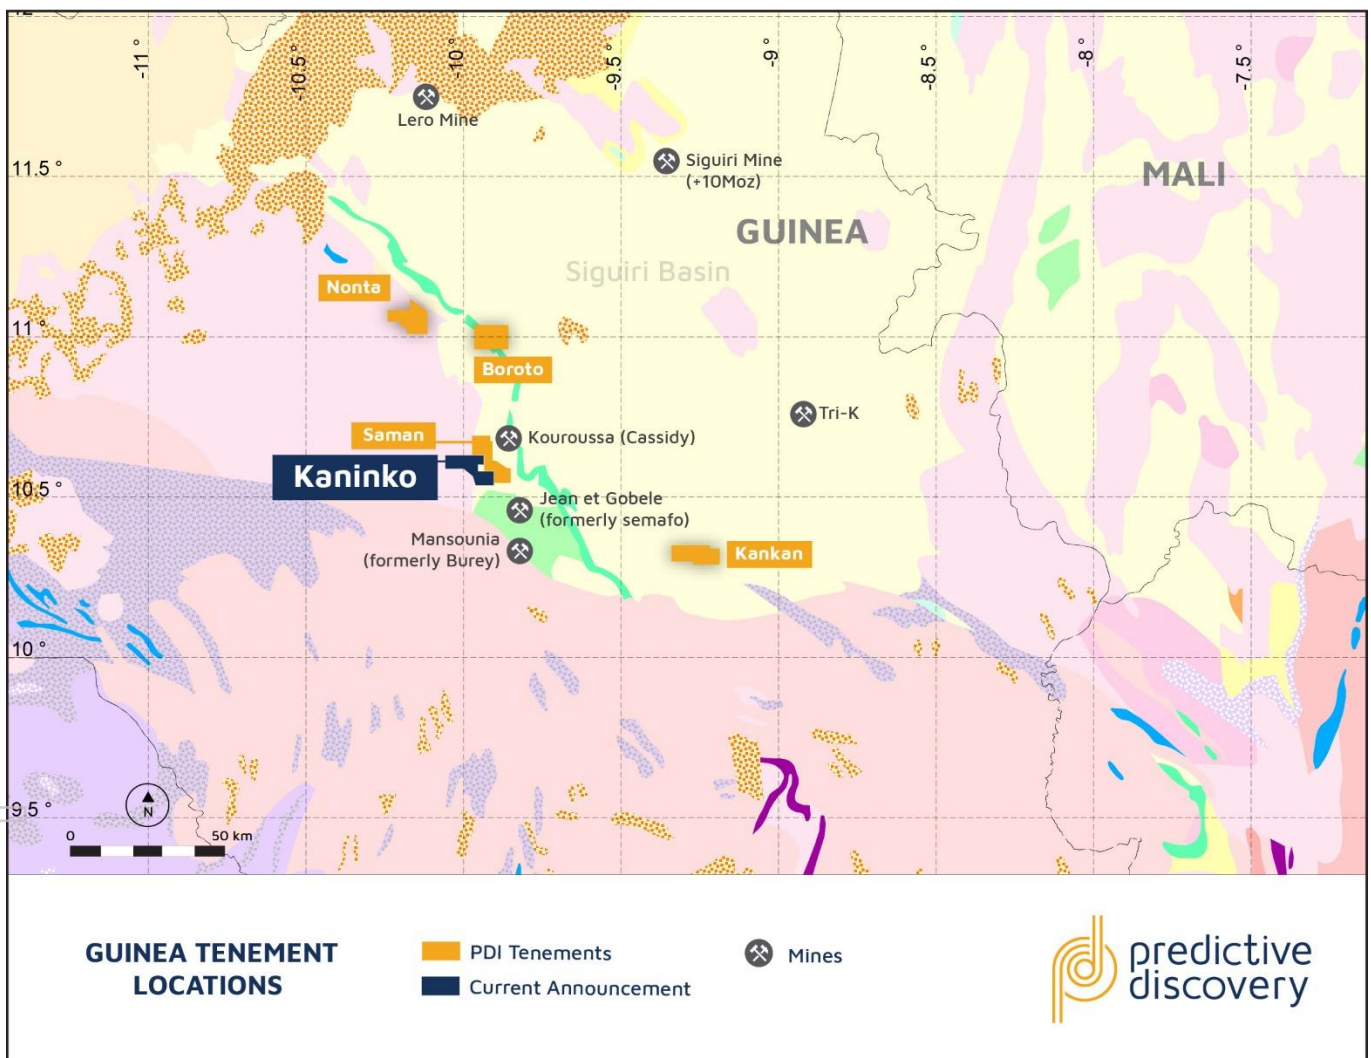 12°
-11°
-10.5°
-10°
-9.5°
-9°
-8.5°
-8°
-7.5°
Lero Mine
11.5°
Siguiri Mine
(+10Moz)
MALI
GUINEA
Siguiri Basin
Nonta
11°
Boroto
Tri-K
Saman
Kouroussa (Cassidy)
Kaninko
10.5°
Jean et Gobele
(formerly semafo)
Mansounia
(formerly Burey)
Kankan
10°
9.5°
N
0 50 km
GUINEA TENEMENT
LOCATIONS
PDI Tenements
Current Announcement
Mines
predictive
discovery